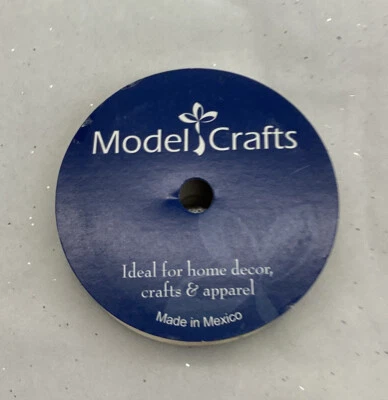 Model Crafts
Ideal for home decor,
crafts & apparel
Made in Mexico